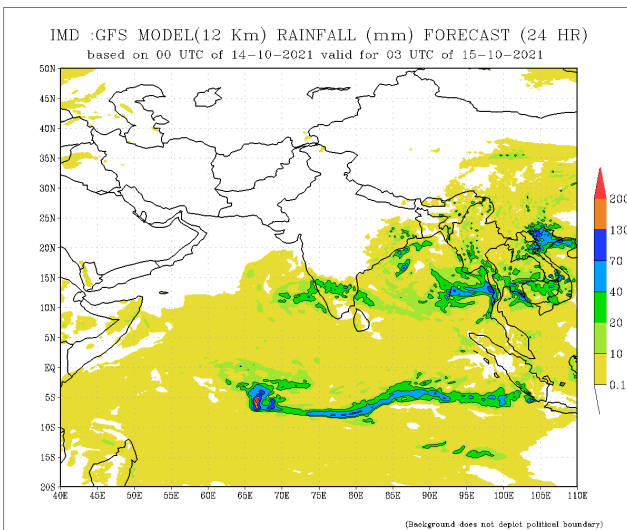 IMD :GFS MODEL(12 Km) RAINFALL (mm) FORECAST (24 HR)
based on 00 UTC of 14-10-2021 valid for 03 UTC of 15-10-2021
50N
45N
40N
35N
30N
25N
20N
15N
10N
5N
EQ
5S
10S
15S
20S
40E 45E 50E 55E 60E 65E 70E 75E 80E 85E 90E 95E 100E 105E 110E
200
130
70
40
20
10
0.1
(Background does not depict political boundary)